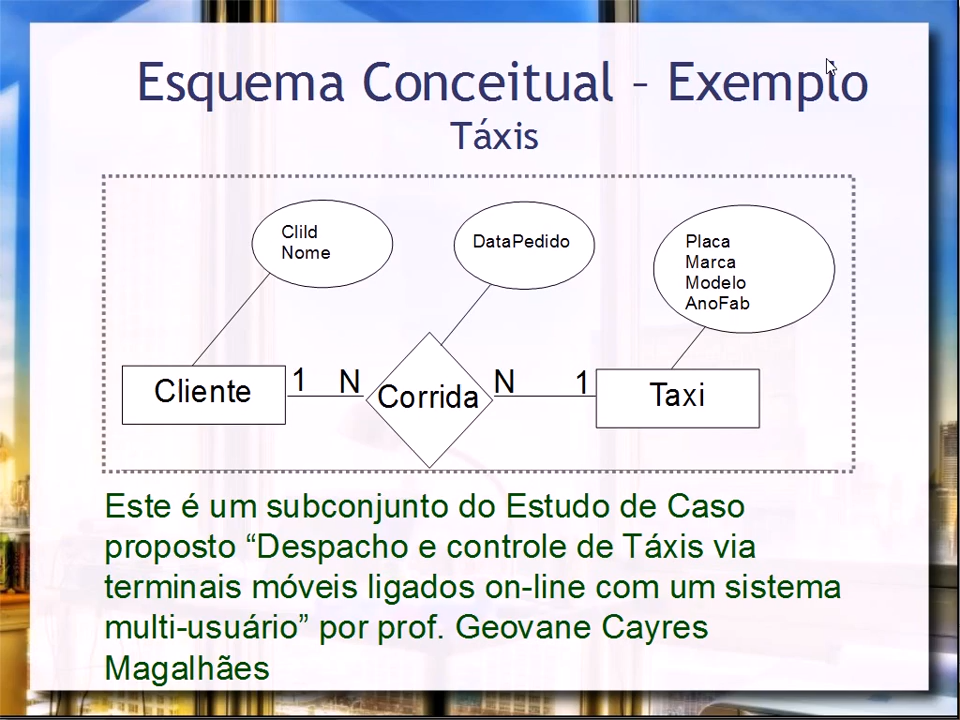 Esquema Conceitual – Exemplo
Táxis
CliId
Nome
DataPedido
Placa
Marca
Modelo
AnoFab
Cliente
1
N
Corrida
N
1
Taxi
Este é um subconjunto do Estudo de Caso
proposto “Despacho e controle de Táxis via
terminais móveis ligados on-line com um sistema
multi-usuário” por prof. Geovane Cayres
Magalhães